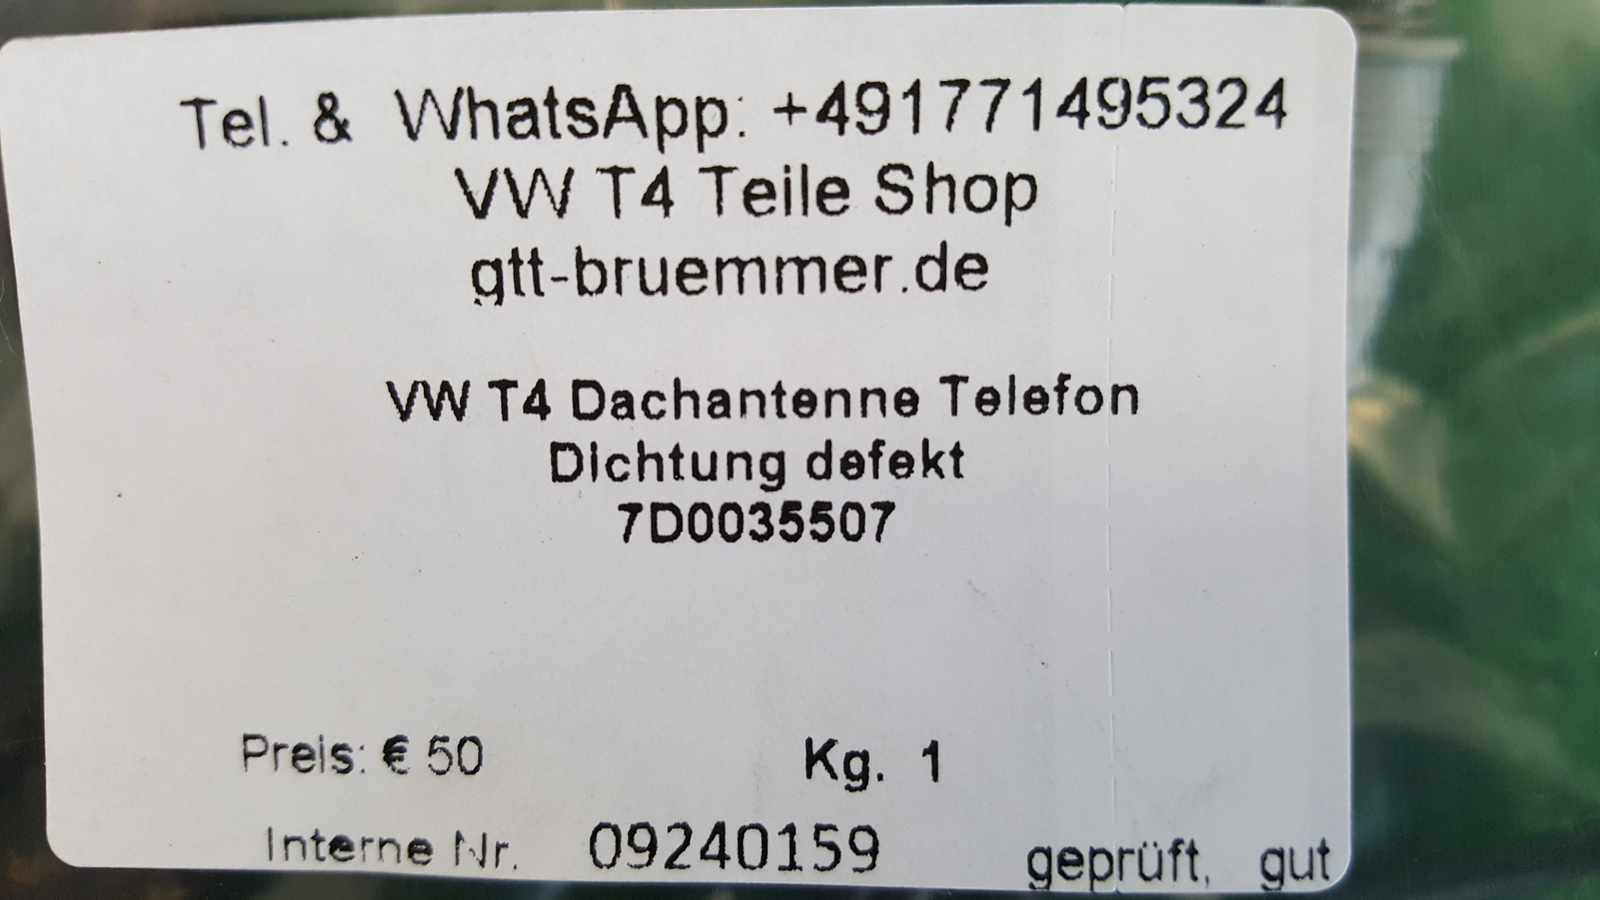 Tel. & WhatsApp: +491771495324
VW T4 Teile Shop
gtt-bruemmer.de
VW T4 Dachantenne Telefon
Dichtung defekt
7D0035507
Preis: € 50 Kg. 1
Interne Nr. 09240159 geprüft, gut